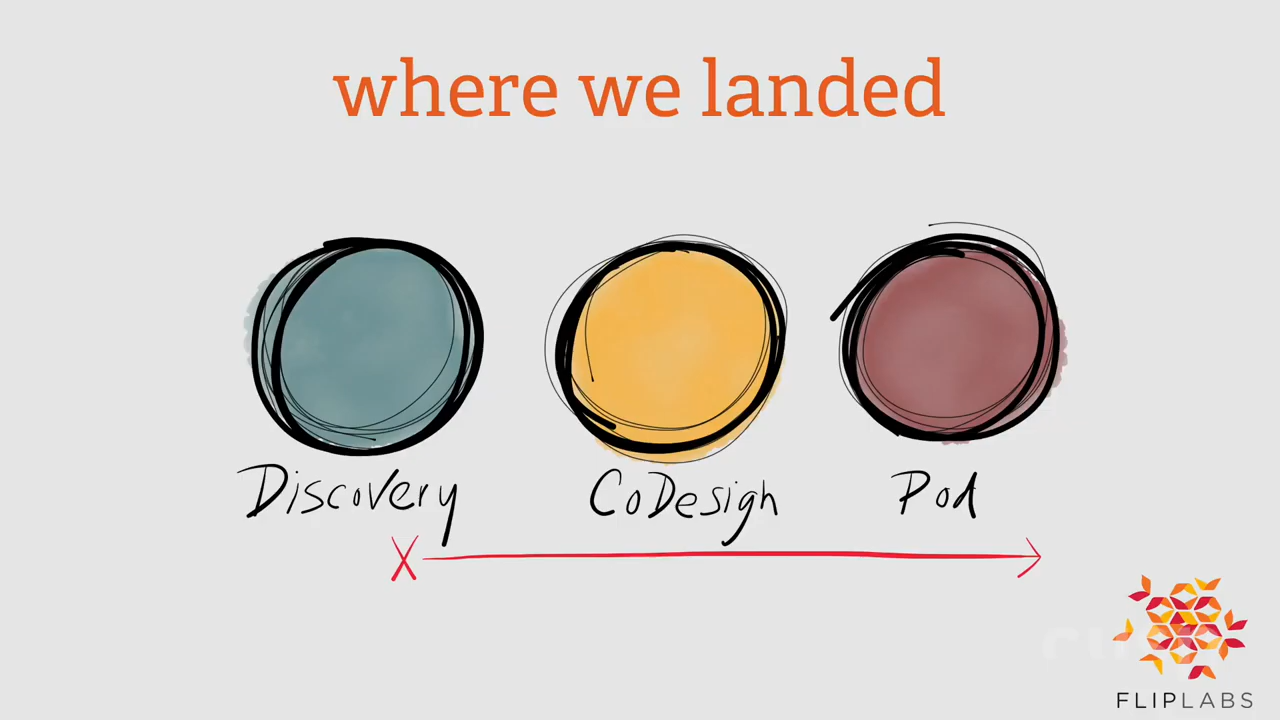 where we landed
Discovery
CoDesign
Pod
X
FLIPLABS